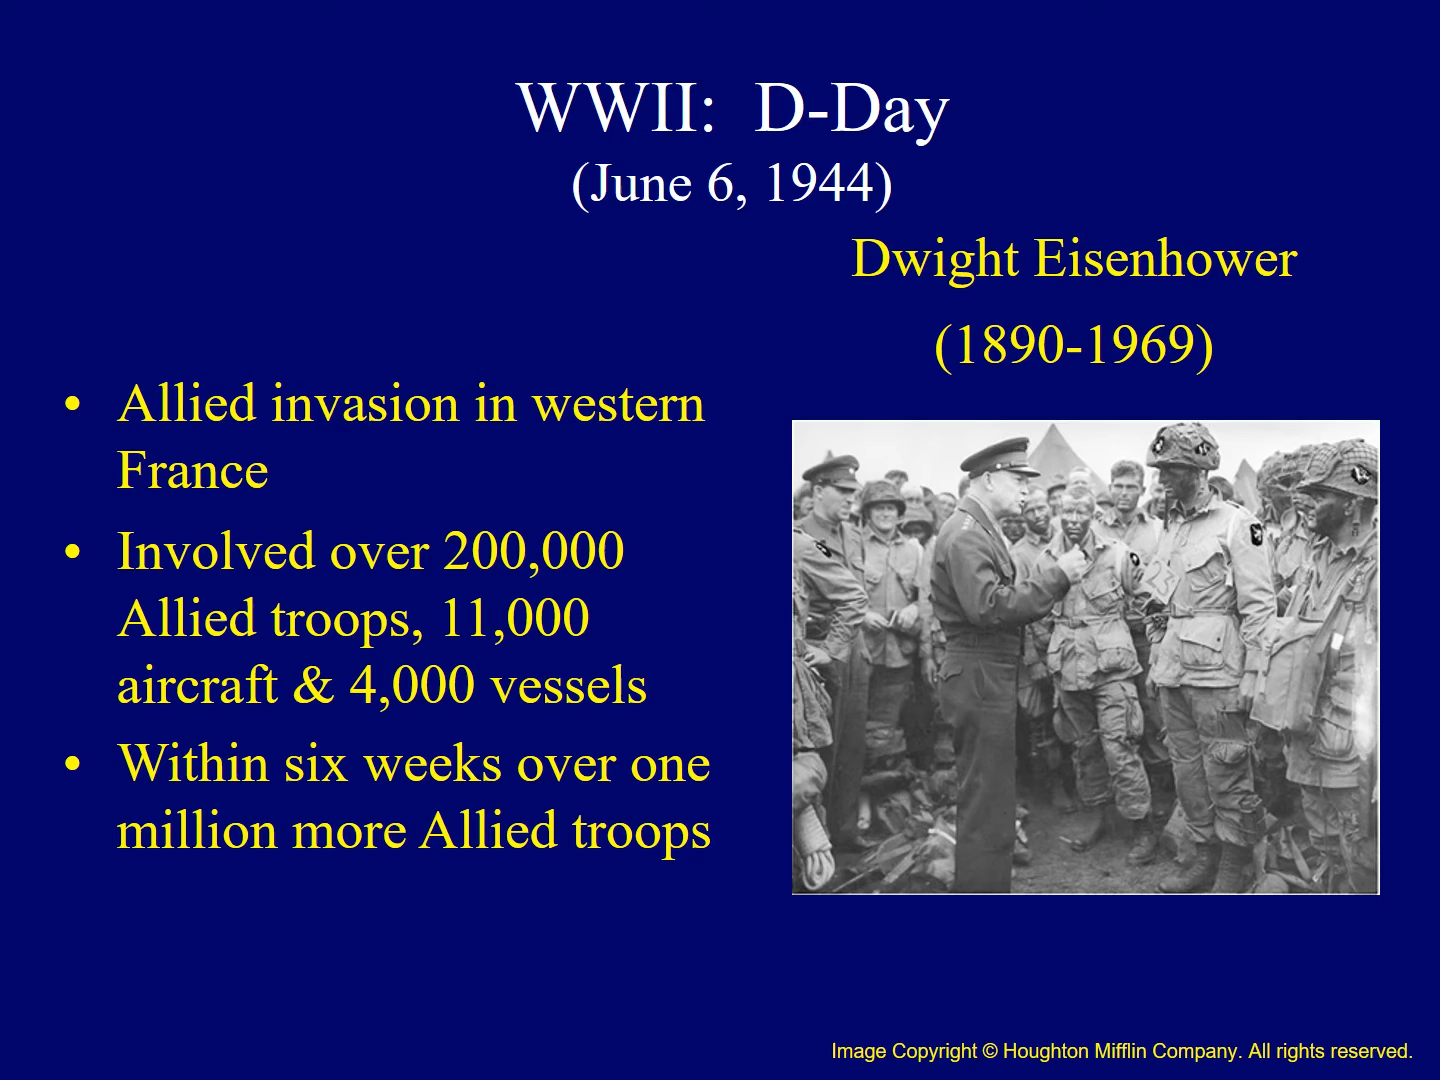 WWII:  D-Day
(June 6, 1944)
Dwight Eisenhower
(1890-1969)
• Allied invasion in western
France
• Involved over 200,000
Allied troops, 11,000
aircraft & 4,000 vessels
• Within six weeks over one
million more Allied troops
23
Image Copyright © Houghton Mifflin Company. All rights reserved.